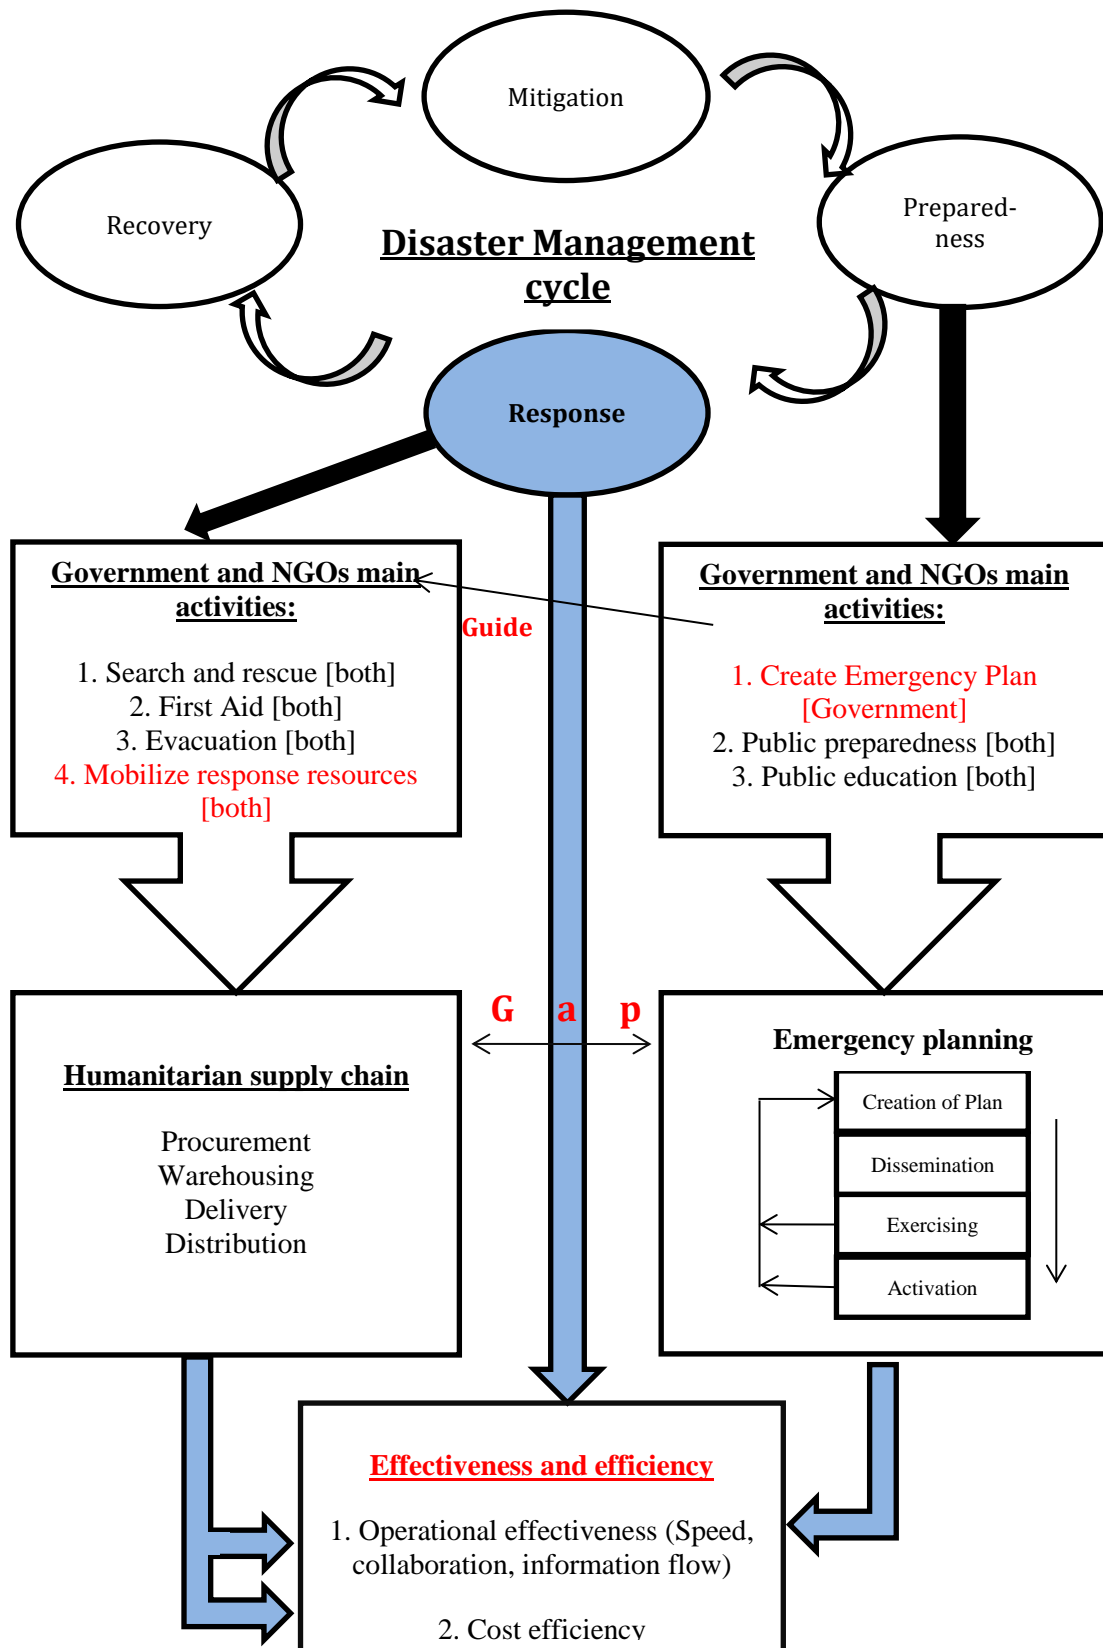 Mitigation
Recovery
Prepared-
ness
Disaster Management
cycle
Response
Government and NGOs main
activities:
1. Search and rescue [both]
2. First Aid [both]
3. Evacuation [both]
4. Mobilize response resources
[both]
Guide
Government and NGOs main
activities:
1. Create Emergency Plan
[Government]
2. Public preparedness [both]
3. Public education [both]
G a p
Humanitarian supply chain
Procurement
Warehousing
Delivery
Distribution
Emergency planning
Creation of Plan
Dissemination
Exercising
Activation
Effectiveness and efficiency
1. Operational effectiveness (Speed,
collaboration, information flow)
2. Cost efficiency